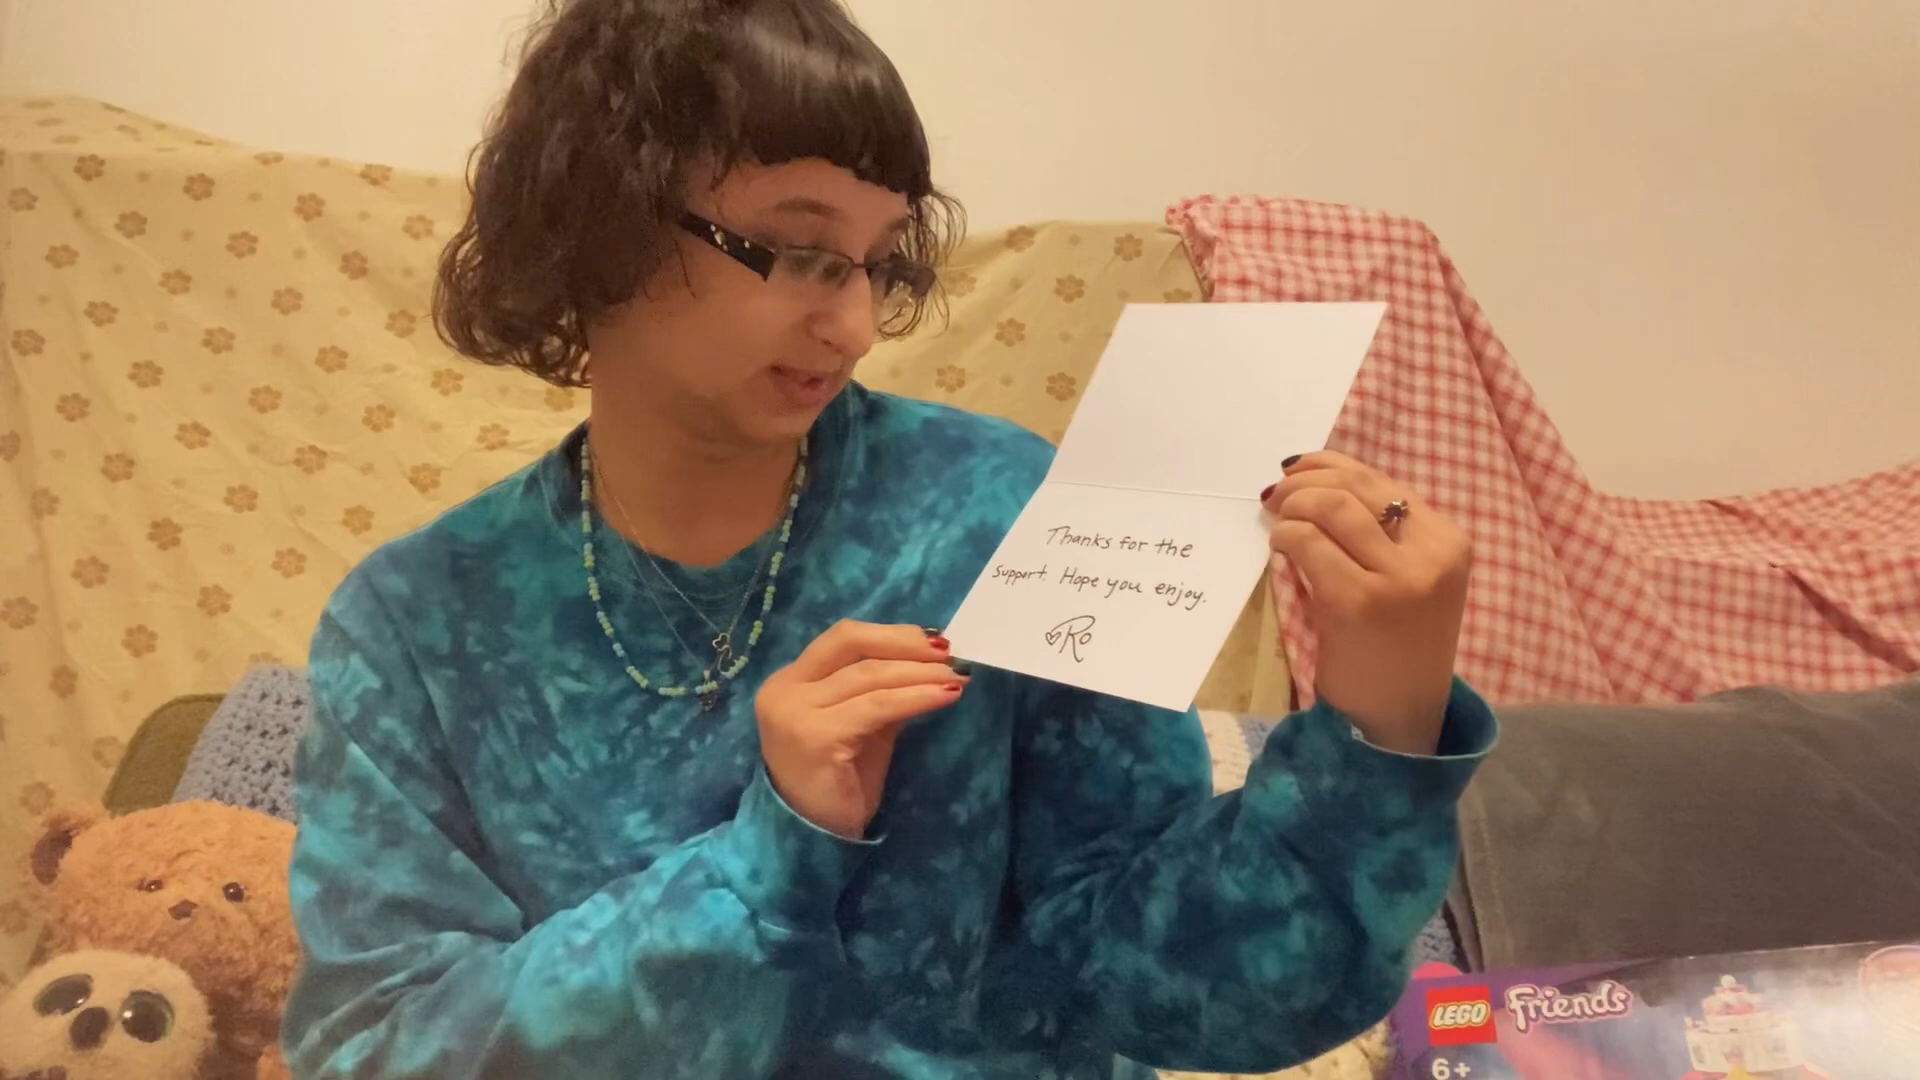 Thanks for the
support. Hope you enjoy.
♡Ro
LEGO Friends
6+